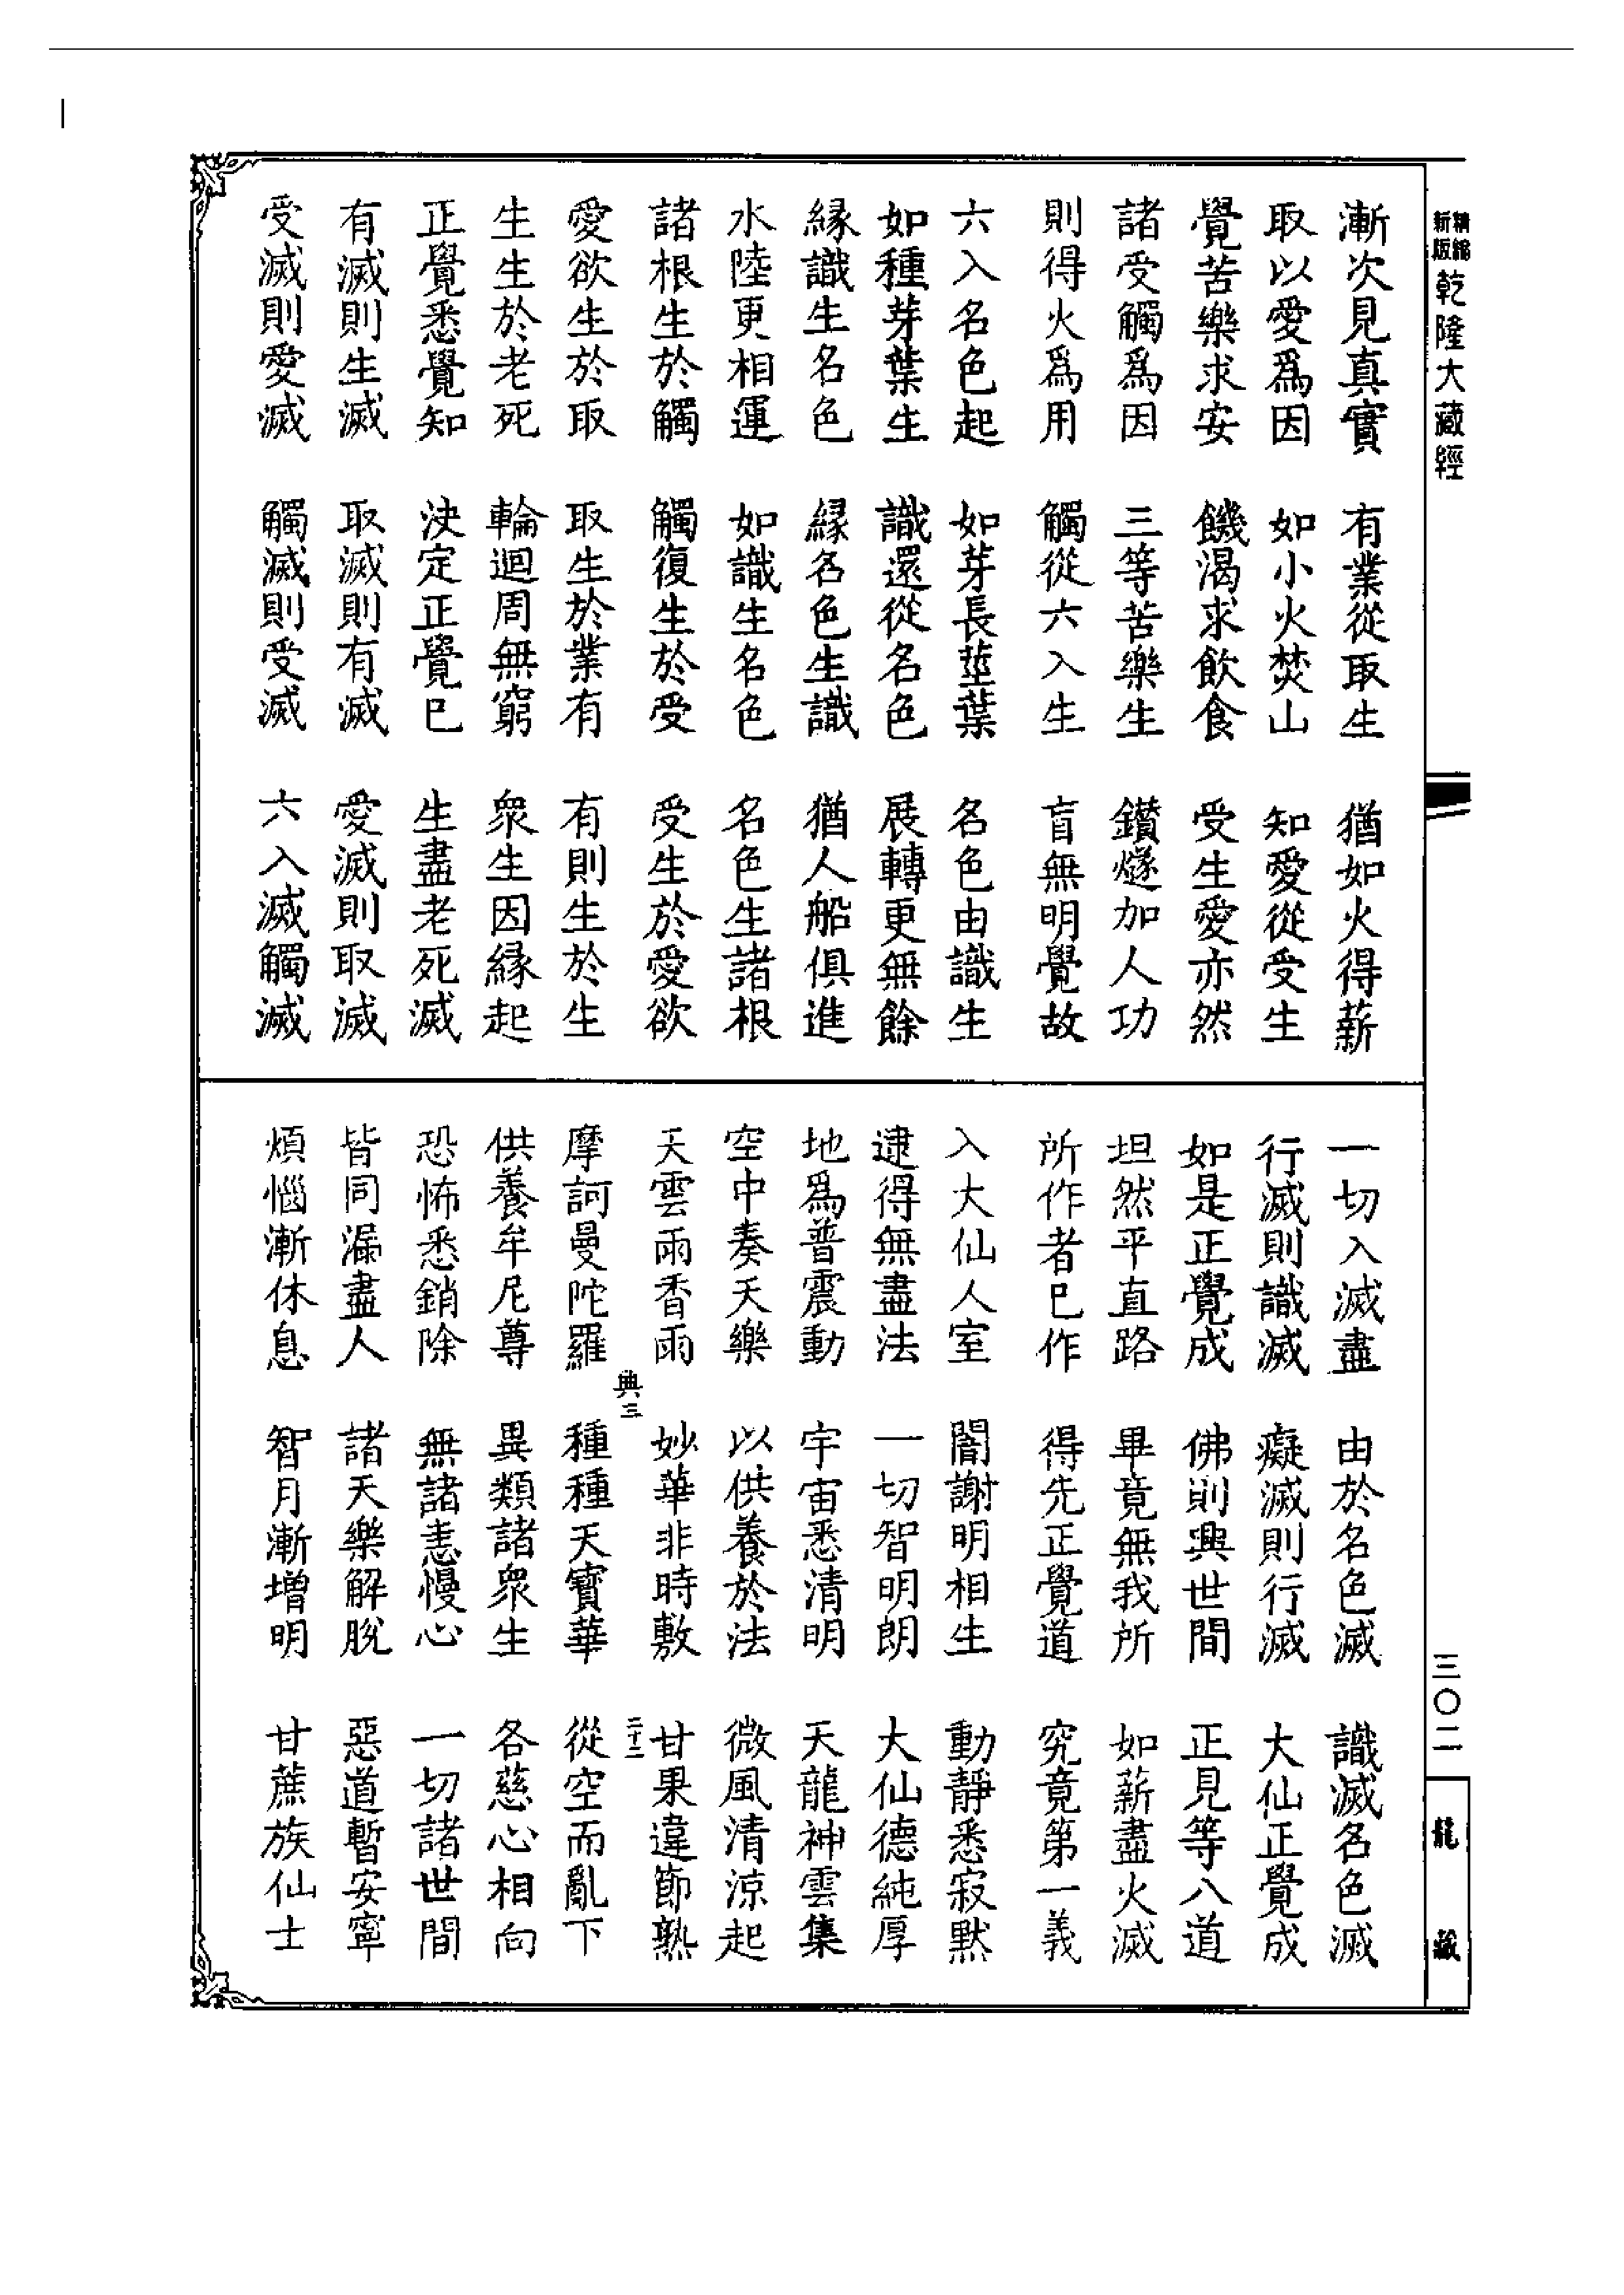 精縮
新版
乾隆大藏經
漸次見真實　有業從取生　猶如火得薪
取以愛爲因　如小火焚山　知愛從受生
覺苦樂求安　饑渴求飲食　受生愛亦然
諸受觸爲因　三等苦樂生　鑚燧加人功
則得火爲用　觸從六入生　盲無明覺故
六入名色起　如芽長莖葉　名色由識生
如種芽葉生　識還從名色　展轉更無餘
緣識生名色　緣名色生識　猶人船俱進
水陸更相運　如識生名色　名色生諸根
諸根生於觸　觸復生於受　受生於愛欲
愛欲生於取　取生於業有　有則生於生
生生於老死　輪迴周無窮　衆生因緣起
正覺悉覺知　決定正覺已　生盡老死滅
有滅則生滅　取滅則有滅　愛滅則取滅
受滅則愛滅　觸滅則受滅　六入滅觸滅
一切入滅盡　由於名色滅　識滅名色滅
行滅則識滅　癡滅則行滅　大仙正覺成
如是正覺成　佛則興世間　正見等八道
坦然平直路　畢竟無我所　如薪盡火滅
所作者已作　得先正覺道　究竟第一義
入大仙人室　闇謝明相生　動靜悉寂默
逮得無盡法　一切智明朗　大仙德純厚
地爲普震動　宇宙悉清明　天龍神雲集
空中奏天樂　以供養於法　微風清涼起
天雲雨香雨　妙華非時敷　甘果違節熟
典三　二十二
摩訶曼陀羅　種種天寶華　從空而亂下
供養牟尼尊　異類諸衆生　各慈心相向
恐怖悉銷除　無諸恚慢心　一切諸世間
皆同漏盡人　諸天樂解脫　惡道暫安寧
煩惱漸休息　智月漸增明　甘蔗族仙士
三〇二
龍藏